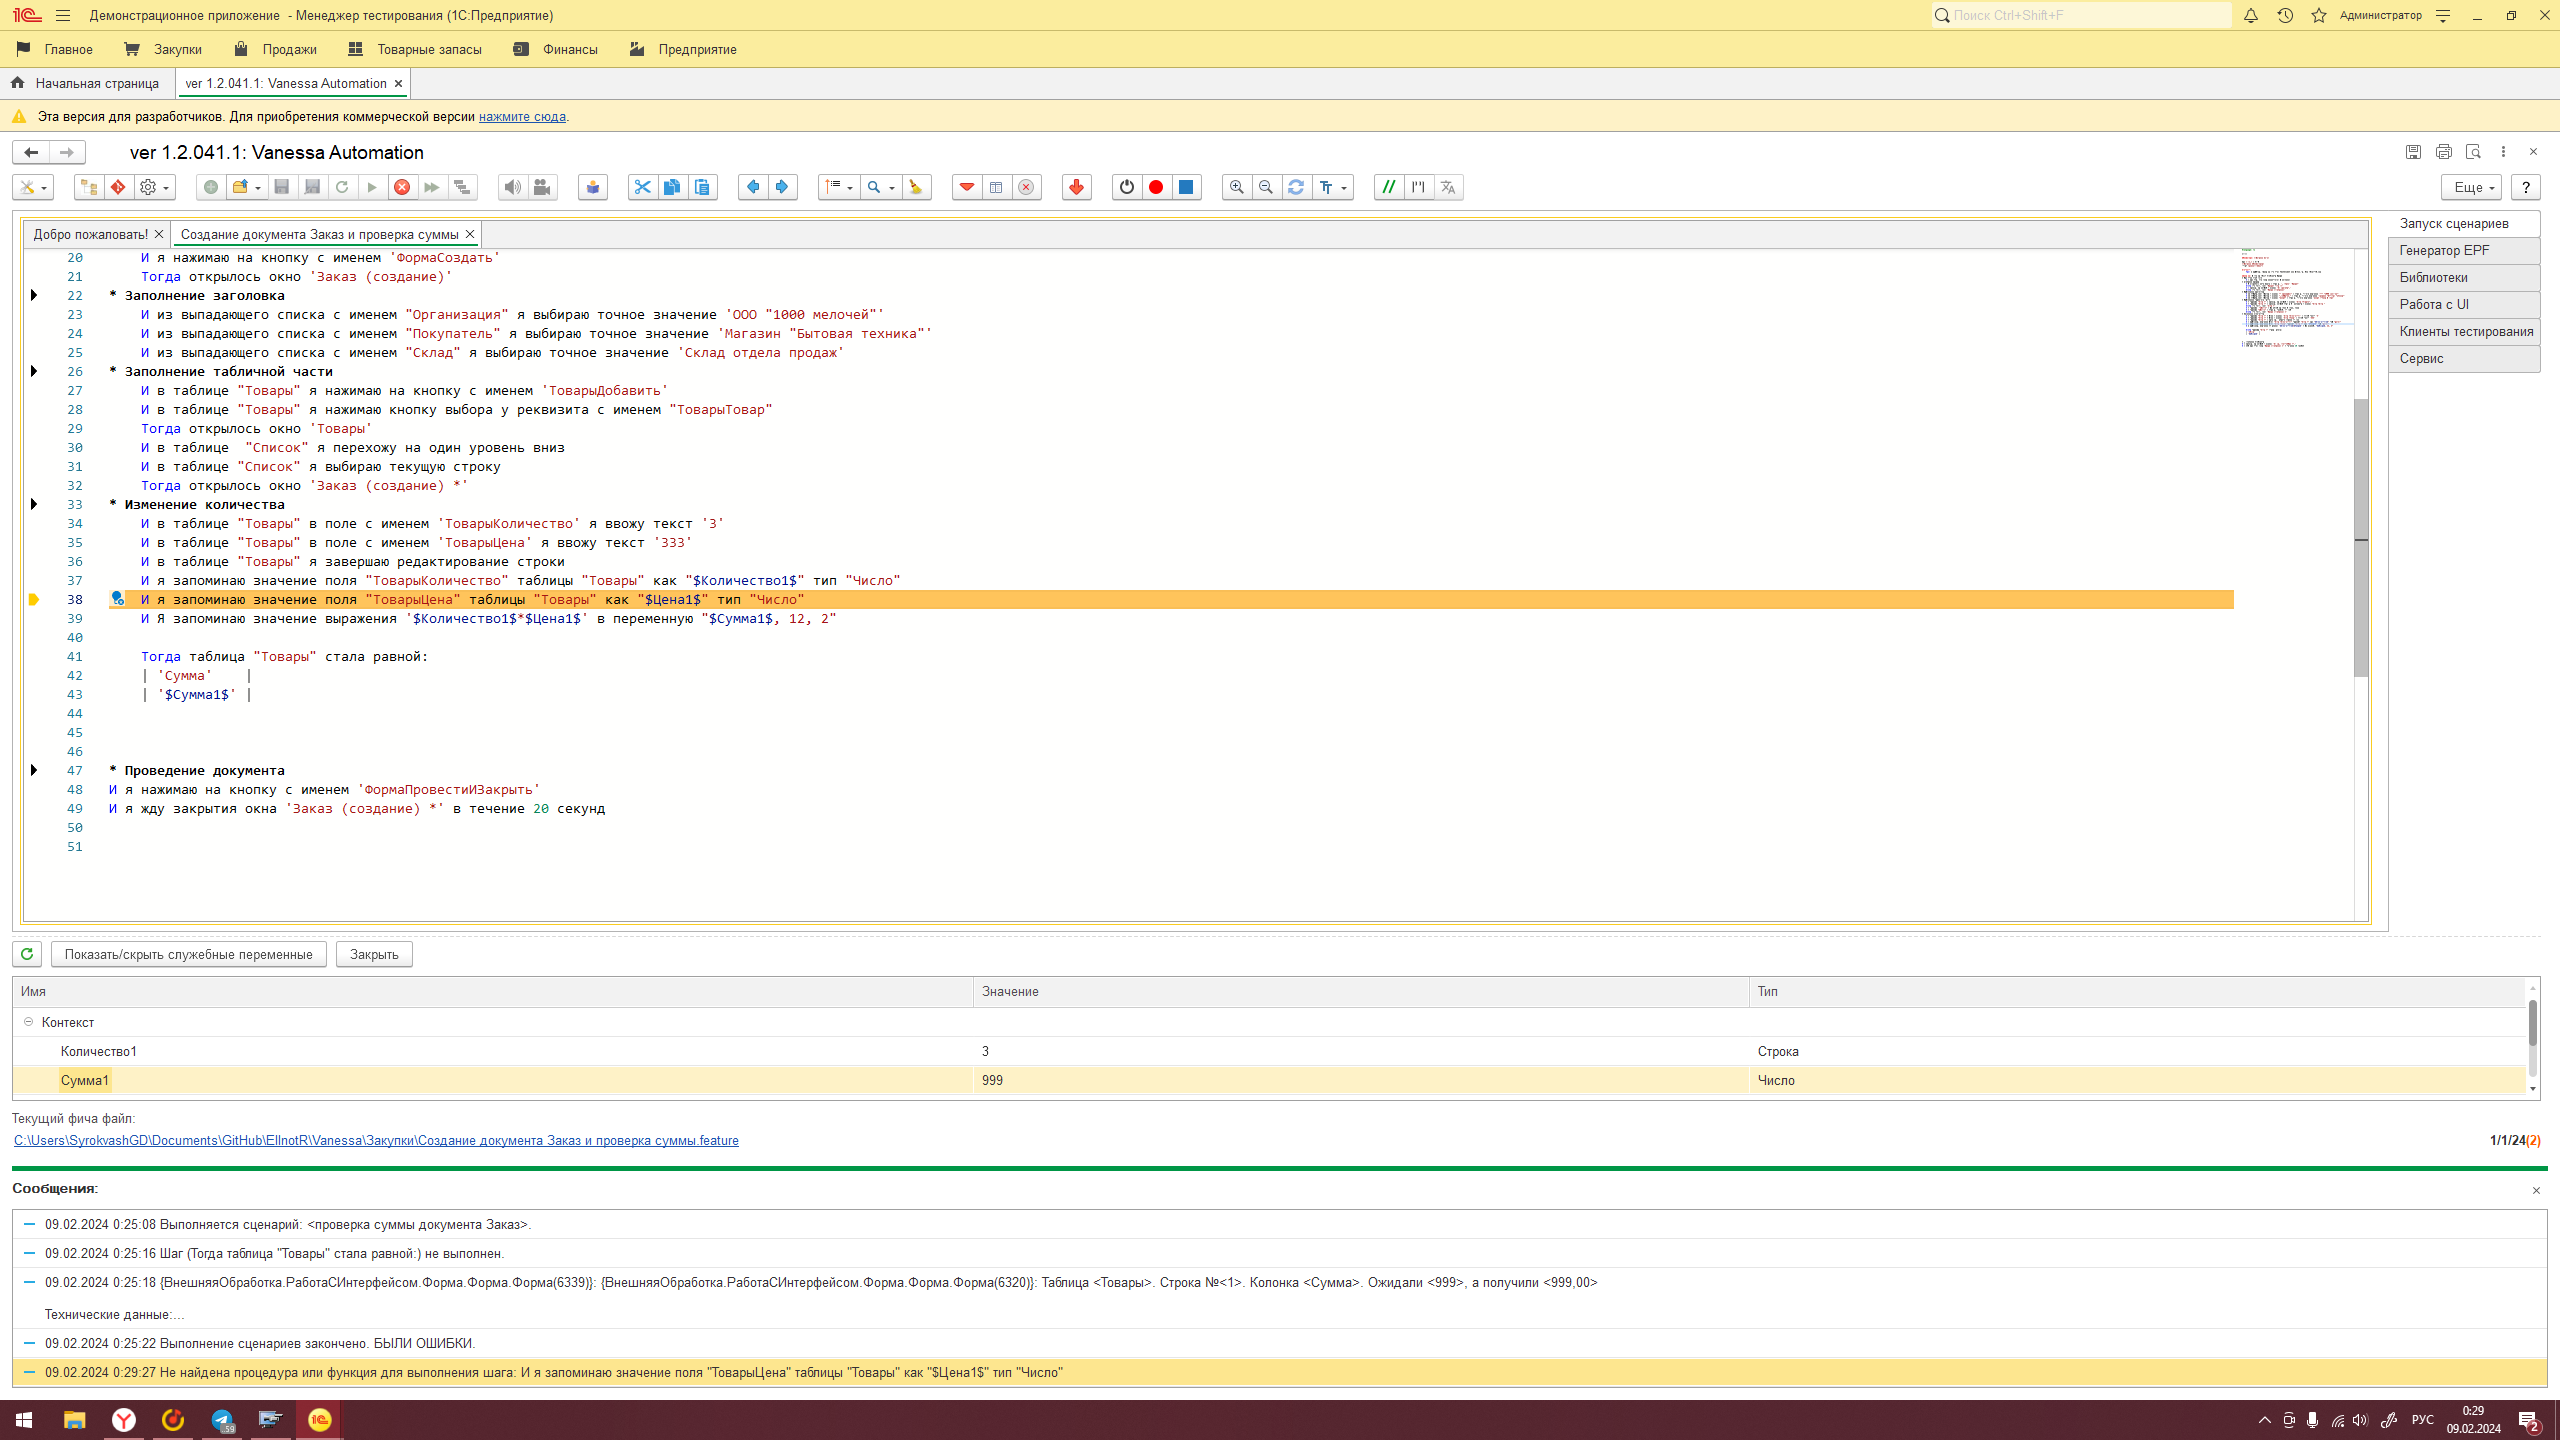 Демонстрационное приложение - Менеджер тестирования (1С:Предприятие)
Поиск Ctrl+Shift+F
Администратор
Главное
Закупки
Продажи
Товарные запасы
Финансы
Предприятие
Начальная страница
ver 1.2.041.1: Vanessa Automation
Эта версия для разработчиков. Для приобретения коммерческой версии нажмите сюда.
ver 1.2.041.1: Vanessa Automation
Еще
?
Добро пожаловать!
Создание документа Заказ и проверка суммы
Запуск сценариев
Генератор EPF
Библиотеки
Работа с UI
Клиенты тестирования
Сервис
20 И я нажимаю на кнопку с именем 'ФормаСоздать'
21 Тогда открылось окно 'Заказ (создание)'
22 * Заполнение заголовка
23 И из выпадающего списка с именем "Организация" я выбираю точное значение 'ООО "1000 мелочей"'
24 И из выпадающего списка с именем "Покупатель" я выбираю точное значение 'Магазин "Бытовая техника"'
25 И из выпадающего списка с именем "Склад" я выбираю точное значение 'Склад отдела продаж'
26 * Заполнение табличной части
27 И в таблице "Товары" я нажимаю на кнопку с именем 'ТоварыДобавить'
28 И в таблице "Товары" я нажимаю кнопку выбора у реквизита с именем "ТоварыТовар"
29 Тогда открылось окно 'Товары'
30 И в таблице  "Список" я перехожу на один уровень вниз
31 И в таблице "Список" я выбираю текущую строку
32 Тогда открылось окно 'Заказ (создание) *'
33 * Изменение количества
34 И в таблице "Товары" в поле с именем 'ТоварыКоличество' я ввожу текст '3'
35 И в таблице "Товары" в поле с именем 'ТоварыЦена' я ввожу текст '333'
36 И в таблице "Товары" я завершаю редактирование строки
37 И я запоминаю значение поля "ТоварыКоличество" таблицы "Товары" как "$Количество1$" тип "Число"
38 И я запоминаю значение поля "ТоварыЦена" таблицы "Товары" как "$Цена1$" тип "Число"
39 И Я запоминаю значение выражения '$Количество1$*$Цена1$' в переменную "$Сумма1$, 12, 2"
40
41 Тогда таблица "Товары" стала равной:
42 | 'Сумма'    |
43 | '$Сумма1$' |
44
45
46
47 * Проведение документа
48 И я нажимаю на кнопку с именем 'ФормаПровестиИЗакрыть'
49 И я жду закрытия окна 'Заказ (создание) *' в течение 20 секунд
50
51
Показать/скрыть служебные переменные
Закрыть
Имя Значение Тип
Контекст
Количество1 3 Строка
Сумма1 999 Число
Текущий фича файл:
C:\Users\SyrokvashGD\Documents\GitHub\EllnotR\Vanessa\Закупки\Создание документа Заказ и проверка суммы.feature
1/1/24(2)
Сообщения:
09.02.2024 0:25:08 Выполняется сценарий: <проверка суммы документа Заказ>.
09.02.2024 0:25:16 Шаг (Тогда таблица "Товары" стала равной:) не выполнен.
09.02.2024 0:25:18 {ВнешняяОбработка.РаботаСИнтерфейсом.Форма.Форма.Форма(6339)}: {ВнешняяОбработка.РаботаСИнтерфейсом.Форма.Форма.Форма(6320)}: Таблица <Товары>. Строка №<1>. Колонка <Сумма>. Ожидали <999>, а получили <999,00>
Технические данные:...
09.02.2024 0:25:22 Выполнение сценариев закончено. БЫЛИ ОШИБКИ.
09.02.2024 0:29:27 Не найдена процедура или функция для выполнения шага: И я запоминаю значение поля "ТоварыЦена" таблицы "Товары" как "$Цена1$" тип "Число"
59
РУС
0:29
09.02.2024
2